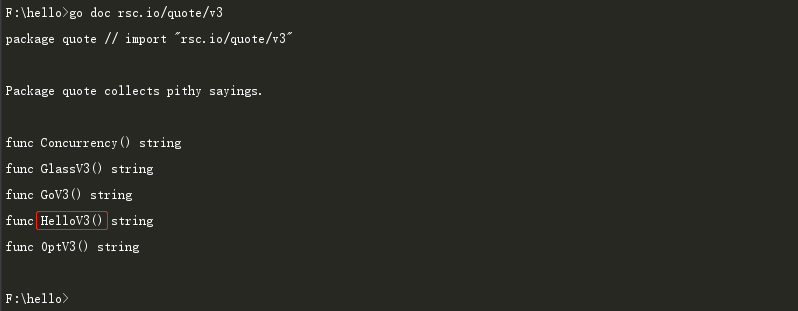 F:\hello>go doc rsc.io/quote/v3
package quote // import "rsc.io/quote/v3"
Package quote collects pithy sayings.
func Concurrency() string
func GlassV3() string
func GoV3() string
func HelloV3() string
func OptV3() string
F:\hello>